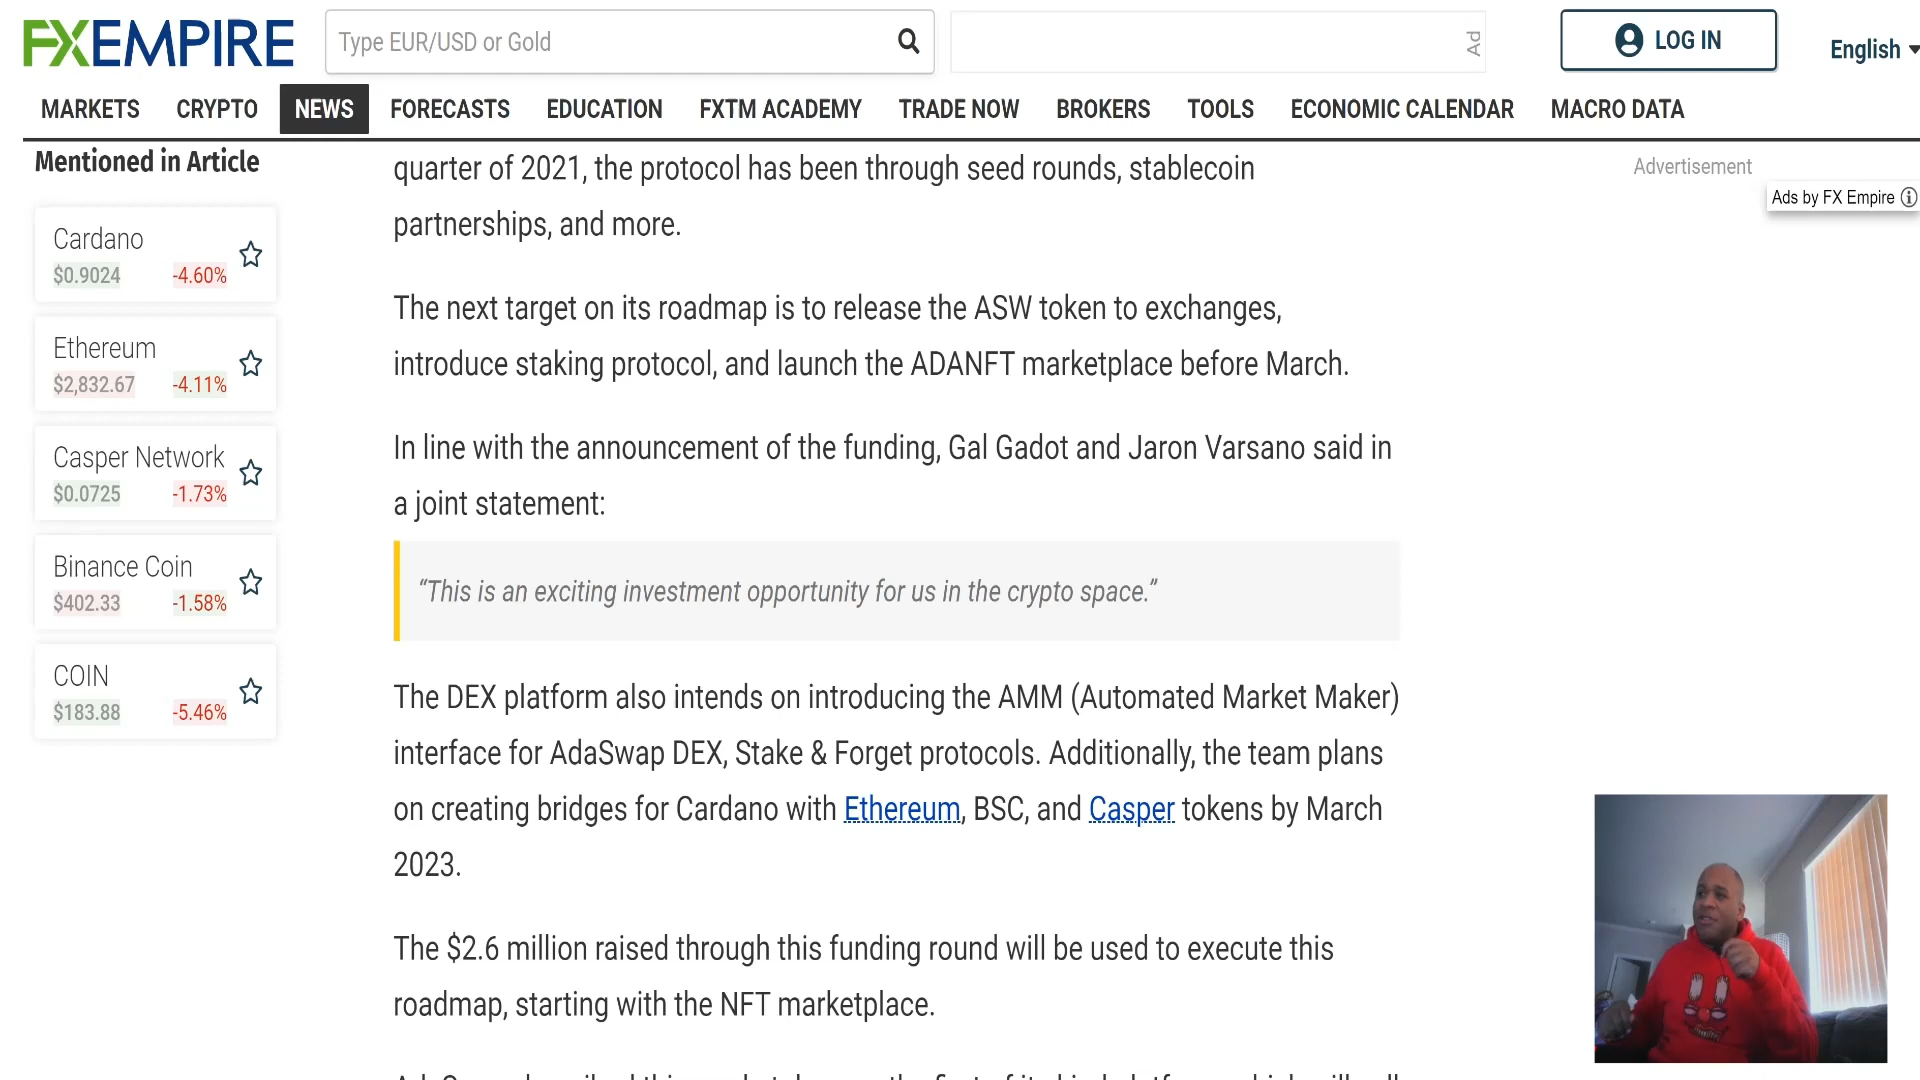 FXEMPIRE
Type EUR/USD or Gold
Ad
LOG IN
English
MARKETS CRYPTO NEWS FORECASTS EDUCATION FXTM ACADEMY TRADE NOW BROKERS TOOLS ECONOMIC CALENDAR MACRO DATA
Mentioned in Article
Cardano
$0.9024 -4.60%
Ethereum
$2,832.67 -4.11%
Casper Network
$0.0725 -1.73%
Binance Coin
$402.33 -1.58%
COIN
$183.88 -5.46%
quarter of 2021, the protocol has been through seed rounds, stablecoin
partnerships, and more.
The next target on its roadmap is to release the ASW token to exchanges,
introduce staking protocol, and launch the ADANFT marketplace before March.
In line with the announcement of the funding, Gal Gadot and Jaron Varsano said in
a joint statement:
“This is an exciting investment opportunity for us in the crypto space.”
The DEX platform also intends on introducing the AMM (Automated Market Maker)
interface for AdaSwap DEX, Stake & Forget protocols. Additionally, the team plans
on creating bridges for Cardano with Ethereum, BSC, and Casper tokens by March
2023.
The $2.6 million raised through this funding round will be used to execute this
roadmap, starting with the NFT marketplace.
Advertisement
Ads by FX Empire